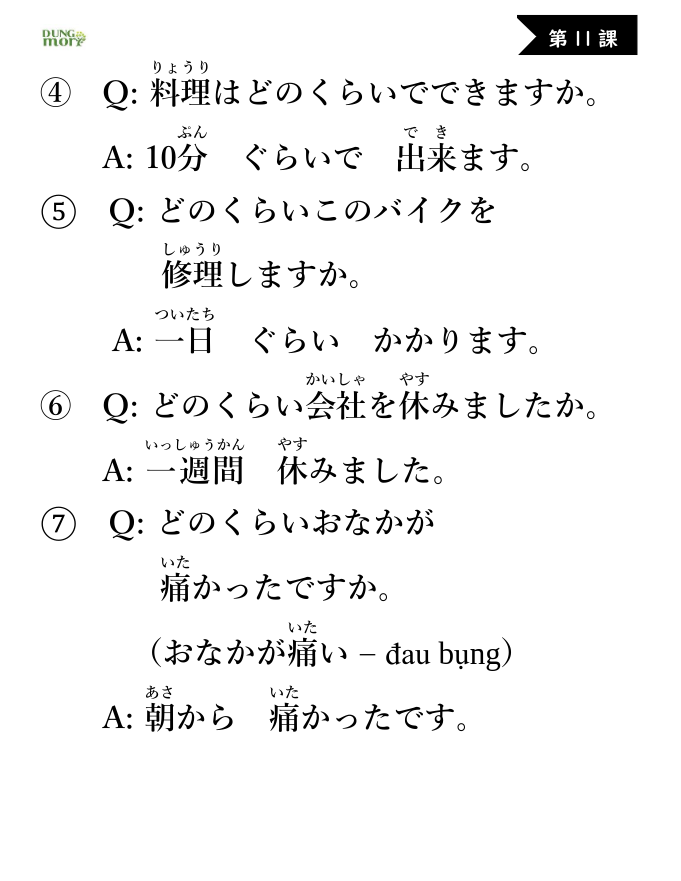 DUNG
mori
第11課
④ Q: 料理はどのくらいでできますか。
りょうり
A: 10分 ぐらいで 出来ます。
ぷん でき
⑤ Q: どのくらいこのバイクを
修理しますか。
しゅうり
A: 一日 ぐらい かかります。
ついたち
⑥ Q: どのくらい会社を休みましたか。
かいしゃ やす
A: 一週間 休みました。
いっしゅうかん やす
⑦ Q: どのくらいおなかが
痛かったですか。
いた
（おなかが痛い – đau bụng）
いた
A: 朝から 痛かったです。
あさ いた